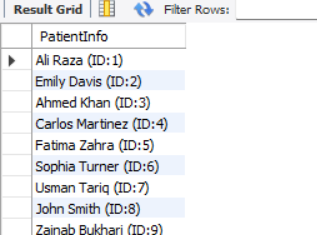 Result Grid Filter Rows:
PatientInfo
Ali Raza (ID:1)
Emily Davis (ID:2)
Ahmed Khan (ID:3)
Carlos Martinez (ID:4)
Fatima Zahra (ID:5)
Sophia Turner (ID:6)
Usman Tariq (ID:7)
John Smith (ID:8)
Zainab Bukhari (ID:9)